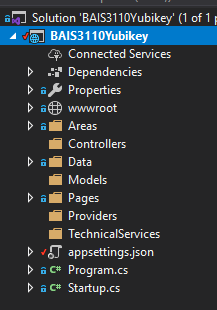 Solution 'BAIS3110Yubikey' (1 of 1 p
BAIS3110Yubikey
Connected Services
Dependencies
Properties
wwwroot
Areas
Controllers
Data
Models
Pages
Providers
TechnicalServices
appsettings.json
C# Program.cs
C# Startup.cs